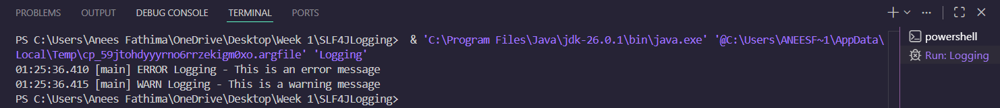 PROBLEMS OUTPUT DEBUG CONSOLE TERMINAL PORTS
PS C:\Users\Anees Fathima\OneDrive\Desktop\Week 1\SLF4JLogging>  & 'C:\Program Files\Java\jdk-26.0.1\bin\java.exe' '@C:\Users\ANEESF~1\AppData\
Local\Temp\cp_59jtohdyyyrno6rrzekigm0xo.argfile' 'Logging'
01:25:36.410 [main] ERROR Logging - This is an error message
01:25:36.415 [main] WARN Logging - This is a warning message
PS C:\Users\Anees Fathima\OneDrive\Desktop\Week 1\SLF4JLogging>
powershell
Run: Logging